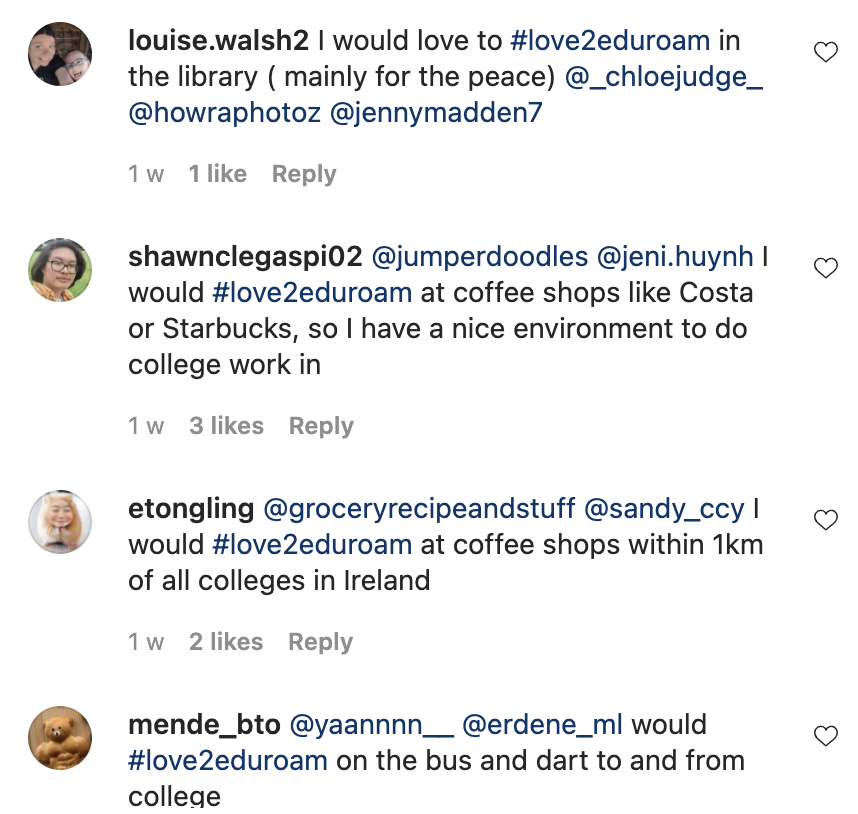 louise.walsh2 I would love to #love2eduroam in
the library ( mainly for the peace) @_chloejudge_
@howraphotoz @jennymadden7
1 w 1 like Reply
shawnclegaspi02 @jumperdoodles @jeni.huynh I
would #love2eduroam at coffee shops like Costa
or Starbucks, so I have a nice environment to do
college work in
1 w 3 likes Reply
etongling @groceryrecipeandstuff @sandy_ccy I
would #love2eduroam at coffee shops within 1km
of all colleges in Ireland
1 w 2 likes Reply
mende_bto @yaannnn__ @erdene_ml would
#love2eduroam on the bus and dart to and from
college